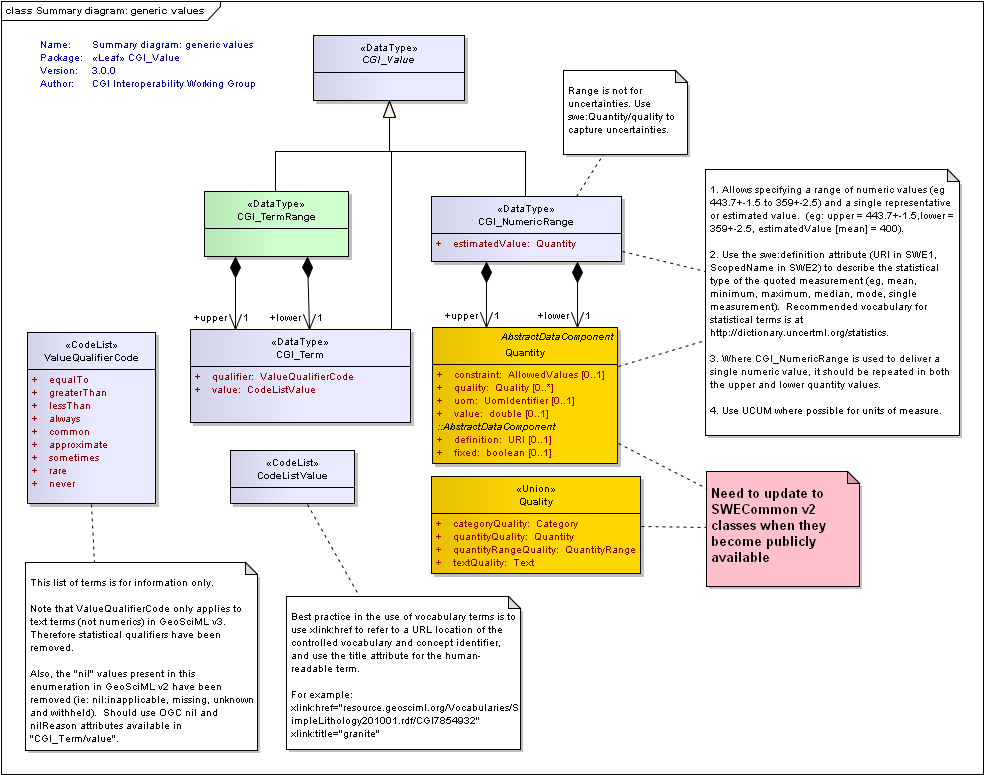 class Summary diagram: generic values
Name: Summary diagram: generic values
Package: «Leaf» CGI_Value
Version: 3.0.0
Author: CGI Interoperability Working Group
«DataType»
CGI_Value
Range is not for
uncertainties. Use
swe:Quantity/quality to
capture uncertainties.
«DataType»
CGI_TermRange
«DataType»
CGI_NumericRange
+ estimatedValue: Quantity
1. Allows specifying a range of numeric values (eg
443.7+-1.5 to 359+-2.5) and a single representative
or estimated value. (eg: upper = 443.7+-1.5,lower =
359+-2.5, estimatedValue [mean] = 400).
2. Use the swe:definition attribute (URI in SWE1,
ScopedName in SWE2) to describe the statistical
type of the quoted measurement (eg, mean,
minimum, maximum, median, mode, single
measurement). Recommended vocabulary for
statistical terms is at
http://dictionary.uncertml.org/statistics.
3. Where CGI_NumericRange is used to deliver a
single numeric value, it should be repeated in both
the upper and lower quantity values.
4. Use UCUM where possible for units of measure.
+upper 1
+lower 1
+upper 1
+lower 1
«DataType»
CGI_Term
+ qualifier: ValueQualifierCode
+ value: CodeListValue
AbstractDataComponent
Quantity
+ constraint: AllowedValues [0..1]
+ quality: Quality [0..*]
+ uom: UomIdentifier [0..1]
+ value: double [0..1]
::AbstractDataComponent
+ definition: URI [0..1]
+ fixed: boolean [0..1]
«CodeList»
ValueQualifierCode
+ equalTo
+ greaterThan
+ lessThan
+ always
+ common
+ approximate
+ sometimes
+ rare
+ never
«CodeList»
CodeListValue
«Union»
Quality
+ categoryQuality: Category
+ quantityQuality: Quantity
+ quantityRangeQuality: QuantityRange
+ textQuality: Text
Need to update to
SWECommon v2
classes when they
become publicly
available
This list of terms is for information only.
Note that ValueQualifierCode only applies to
text terms (not numerics) in GeoSciML v3.
Therefore statistical qualifiers have been
removed.
Also, the "nil" values present in this
enumeration in GeoSciML v2 have been
removed (ie: nil:inapplicable, missing, unknown
and withheld). Should use OGC nil and
nilReason attributes available in
"CGI_Term/value".
Best practice in the use of vocabulary terms is to
use xlink:href to refer to a URL location of the
controlled vocabulary and concept identifier,
and use the title attribute for the human-
readable term.
For example:
xlink:href="resource.geosciml.org/Vocabularies/S
impleLithology201001.rdf/CGI7854932"
xlink:title="granite"